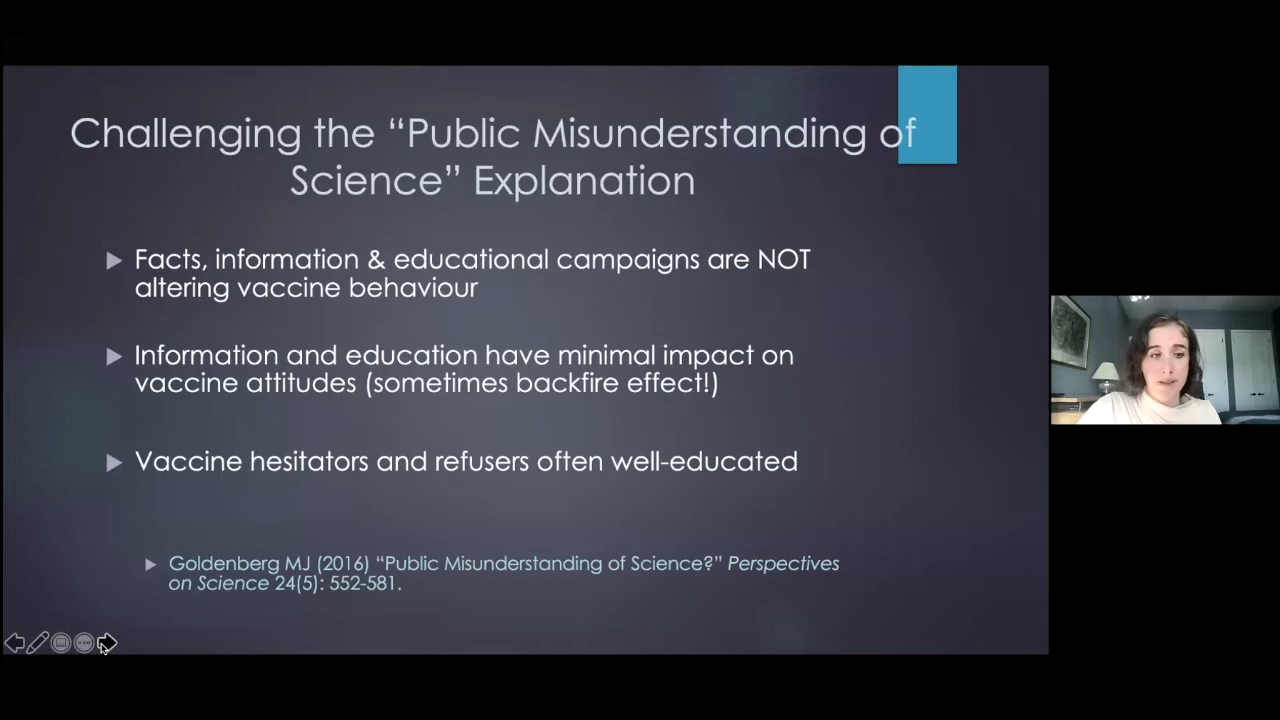 Challenging the “Public Misunderstanding of
Science” Explanation
Facts, information & educational campaigns are NOT
altering vaccine behaviour
Information and education have minimal impact on
vaccine attitudes (sometimes backfire effect!)
Vaccine hesitators and refusers often well-educated
Goldenberg MJ (2016) “Public Misunderstanding of Science?” Perspectives
on Science 24(5): 552-581.